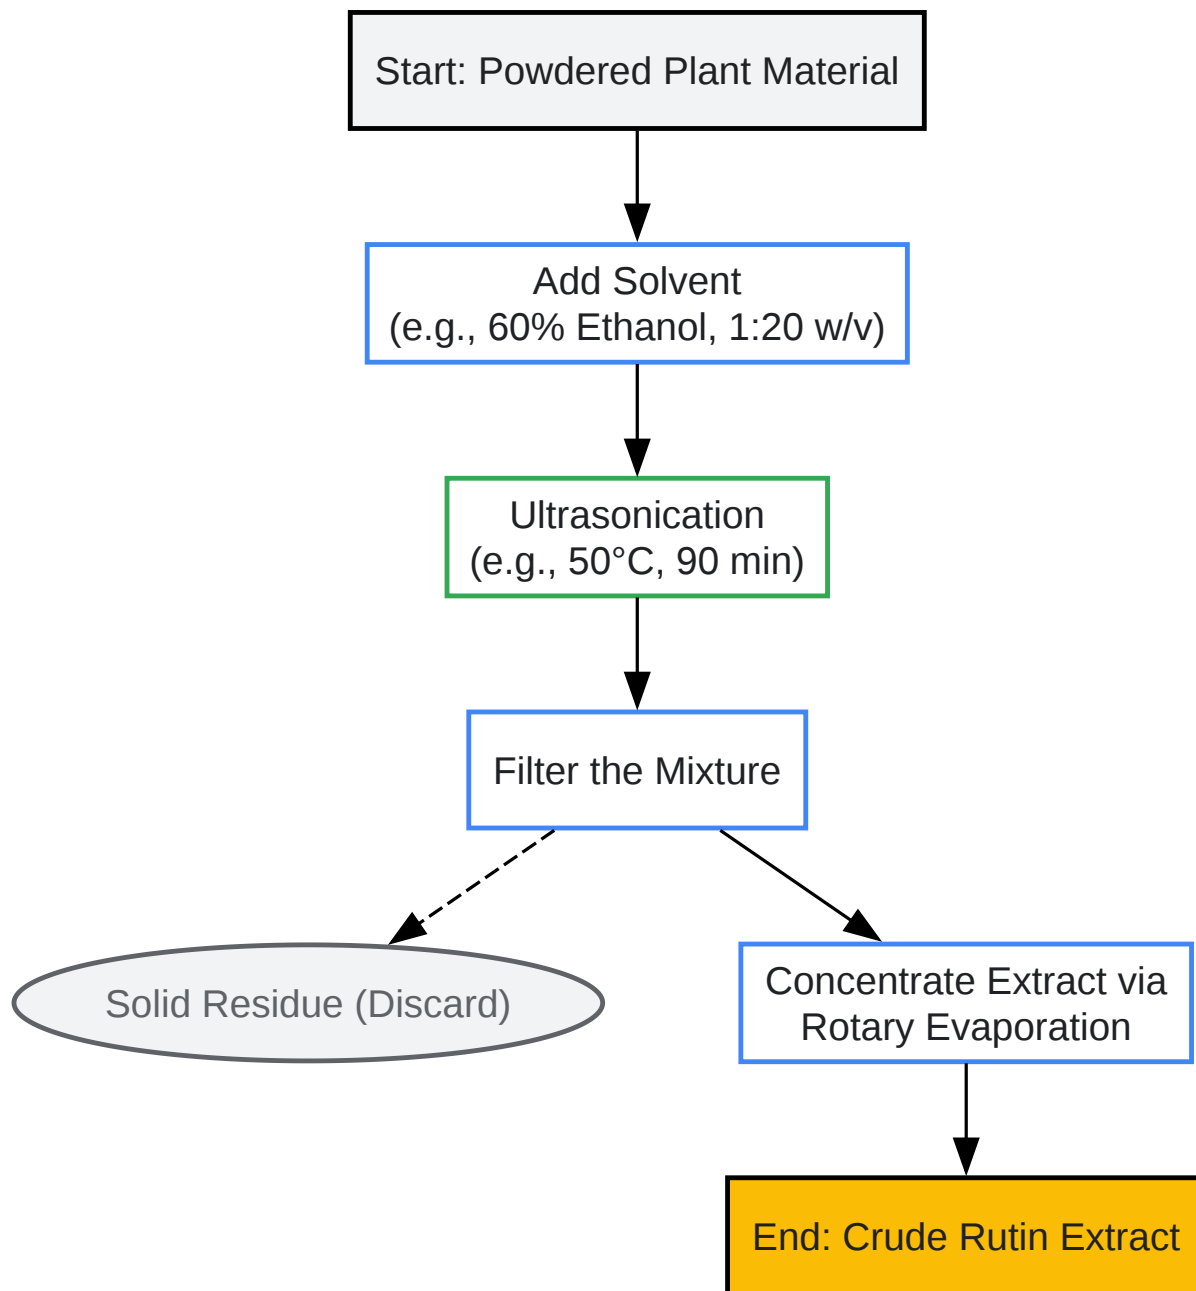 Start: Powdered Plant Material
Add Solvent
(e.g., 60% Ethanol, 1:20 w/v)
Ultrasonication
(e.g., 50°C, 90 min)
Filter the Mixture
Solid Residue (Discard)
Concentrate Extract via
Rotary Evaporation
End: Crude Rutin Extract